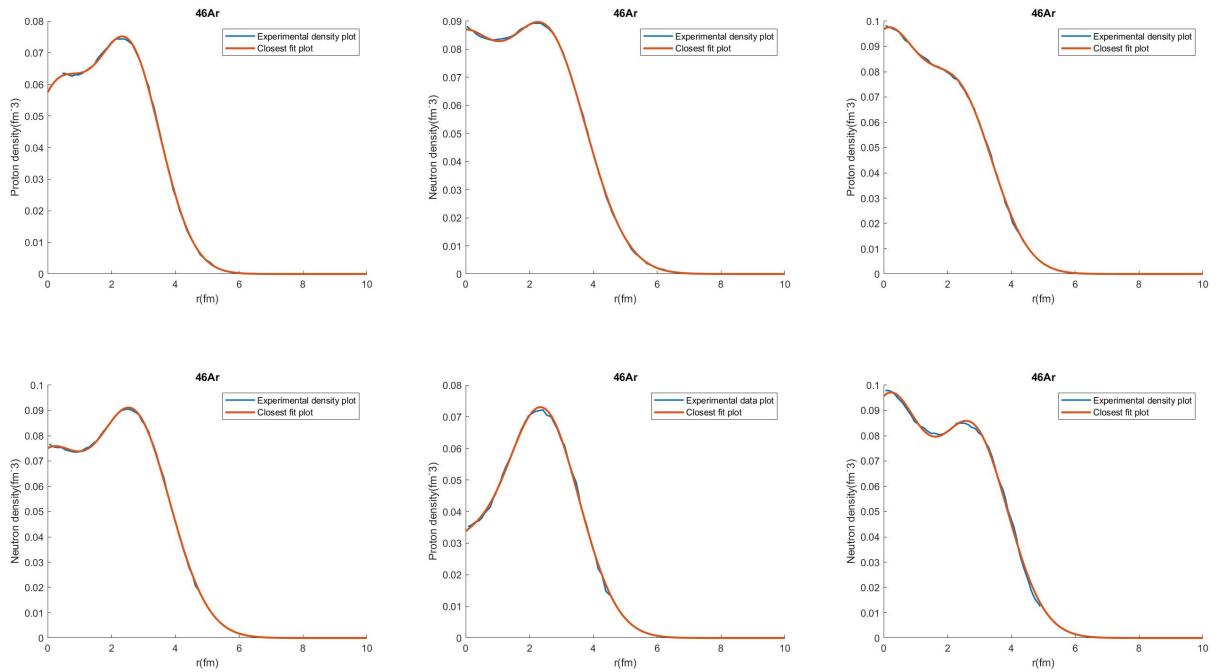 46Ar
Experimental density plot
Closest fit plot
Proton density(fm^-3)
0.08
0.07
0.06
0.05
0.04
0.03
0.02
0.01
0
0 2 4 6 8 10
r(fm)
46Ar
Experimental density plot
Closest fit plot
Neutron density(fm^-3)
0.09
0.08
0.07
0.06
0.05
0.04
0.03
0.02
0.01
0
0 2 4 6 8 10
r(fm)
46Ar
Experimental density plot
Closest fit plot
Proton density(fm^-3)
0.1
0.09
0.08
0.07
0.06
0.05
0.04
0.03
0.02
0.01
0
0 2 4 6 8 10
r(fm)
46Ar
Experimental density plot
Closest fit plot
Neutron density(fm^-3)
0.1
0.09
0.08
0.07
0.06
0.05
0.04
0.03
0.02
0.01
0
0 2 4 6 8 10
r(fm)
46Ar
Experimental data plot
Closest fit plot
Proton density(fm^-3)
0.08
0.07
0.06
0.05
0.04
0.03
0.02
0.01
0
0 2 4 6 8 10
r(fm)
46Ar
Experimental density plot
Closest fit plot
Neutron density(fm^-3)
0.1
0.09
0.08
0.07
0.06
0.05
0.04
0.03
0.02
0.01
0
0 2 4 6 8 10
r(fm)